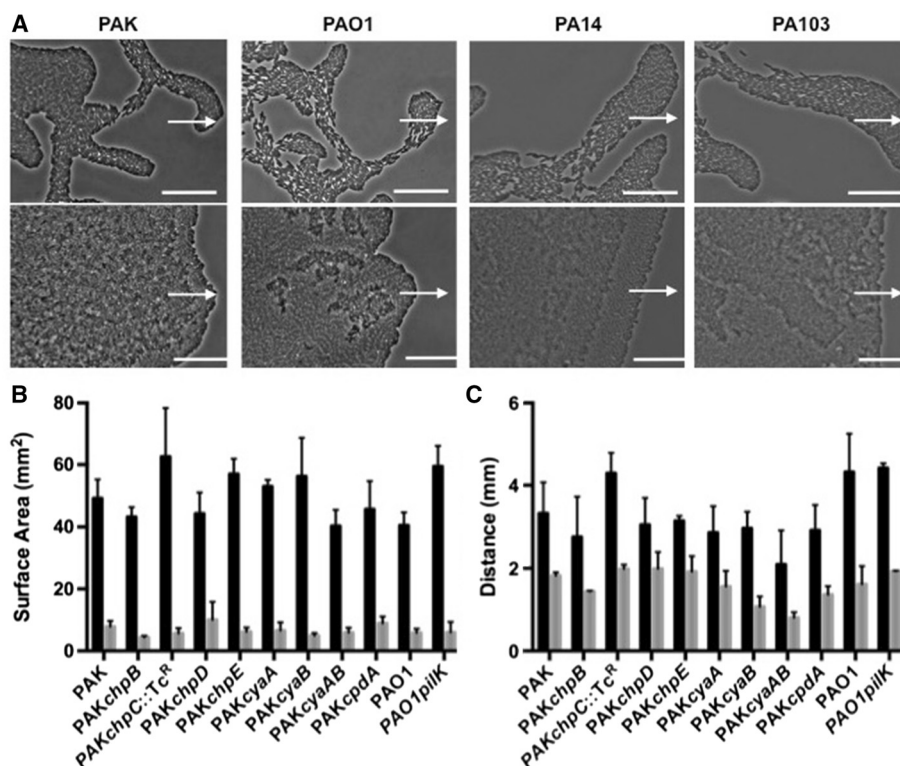 A
PAK PAO1 PA14 PA103
B
C
80
60
40
20
0
Surface Area (mm²)
PAK
PAKchpB
PAKchpC::Tcᴿ
PAKchpD
PAKchpE
PAKcyaA
PAKcyaB
PAKcyaAB
PAKcpdA
PAO1
PAO1pilK
6
4
2
0
Distance (mm)
PAK
PAKchpB
PAKchpC::Tcᴿ
PAKchpD
PAKchpE
PAKcyaA
PAKcyaB
PAKcyaAB
PAKcpdA
PAO1
PAO1pilK